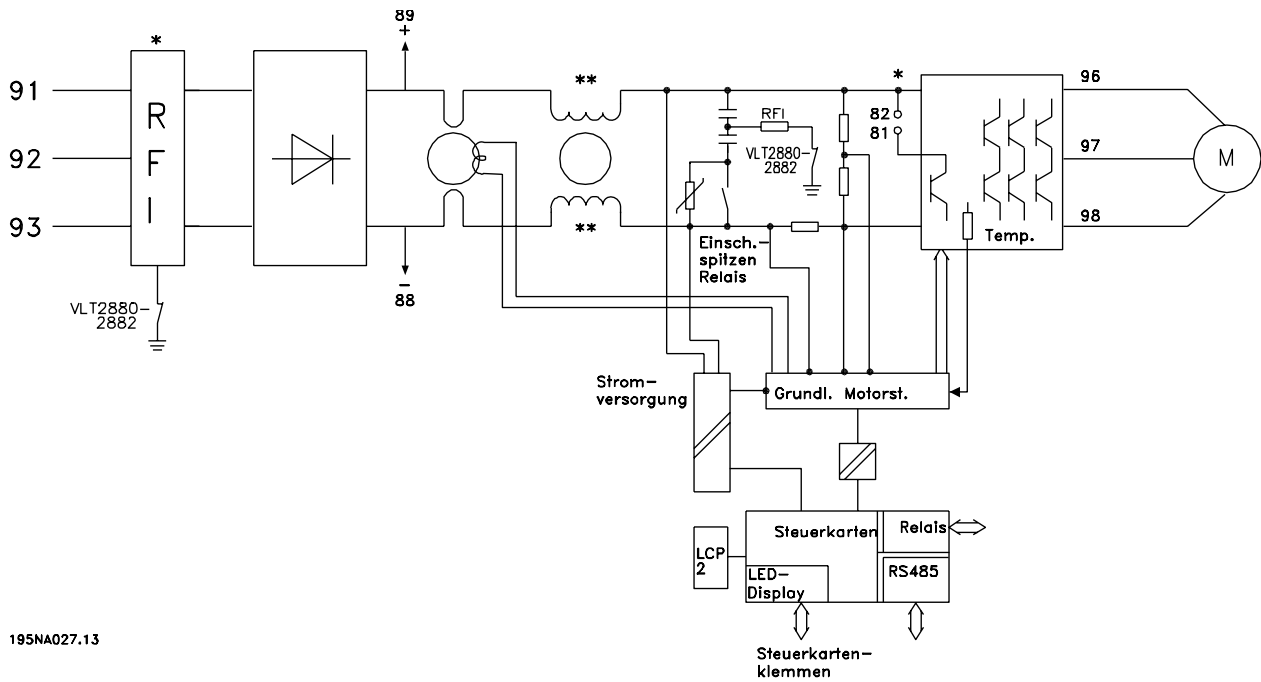 89
+
*
91
92
93
R
F
I
VLT2880-
2882
-
88
**
**
RFI
VLT2880-
2882
Einsch.-
spitzen
Relais
*
82
81
Temp.
96
97
98
M
Strom-
versorgung
Grundl. Motorst.
Steuerkarten
Relais
LCP
2
LED-
Display
RS485
Steuerkarten-
klemmen
195NA027.13